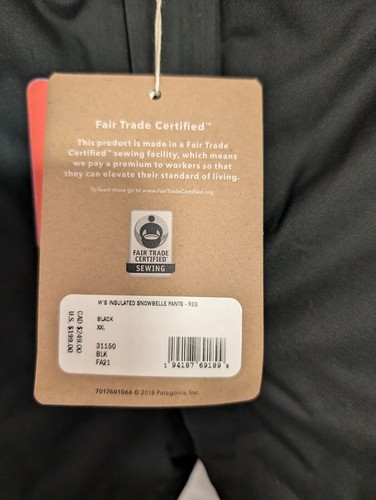 Fair Trade Certified™
This product is made in a Fair Trade
Certified™ sewing facility, which means
we pay a premium to workers so that
they can elevate their standard of living.
To learn more go to www.FairTradeCertified.org
FAIR TRADE
CERTIFIED
SEWING
W'S INSULATED SNOWBELLE PANTS - REG
BLACK
XXL
31150
BLK
FA21
CAD $249.00
U.S. $199.00
1 94187 69189 9
7017601066 © 2018 Patagonia, Inc.